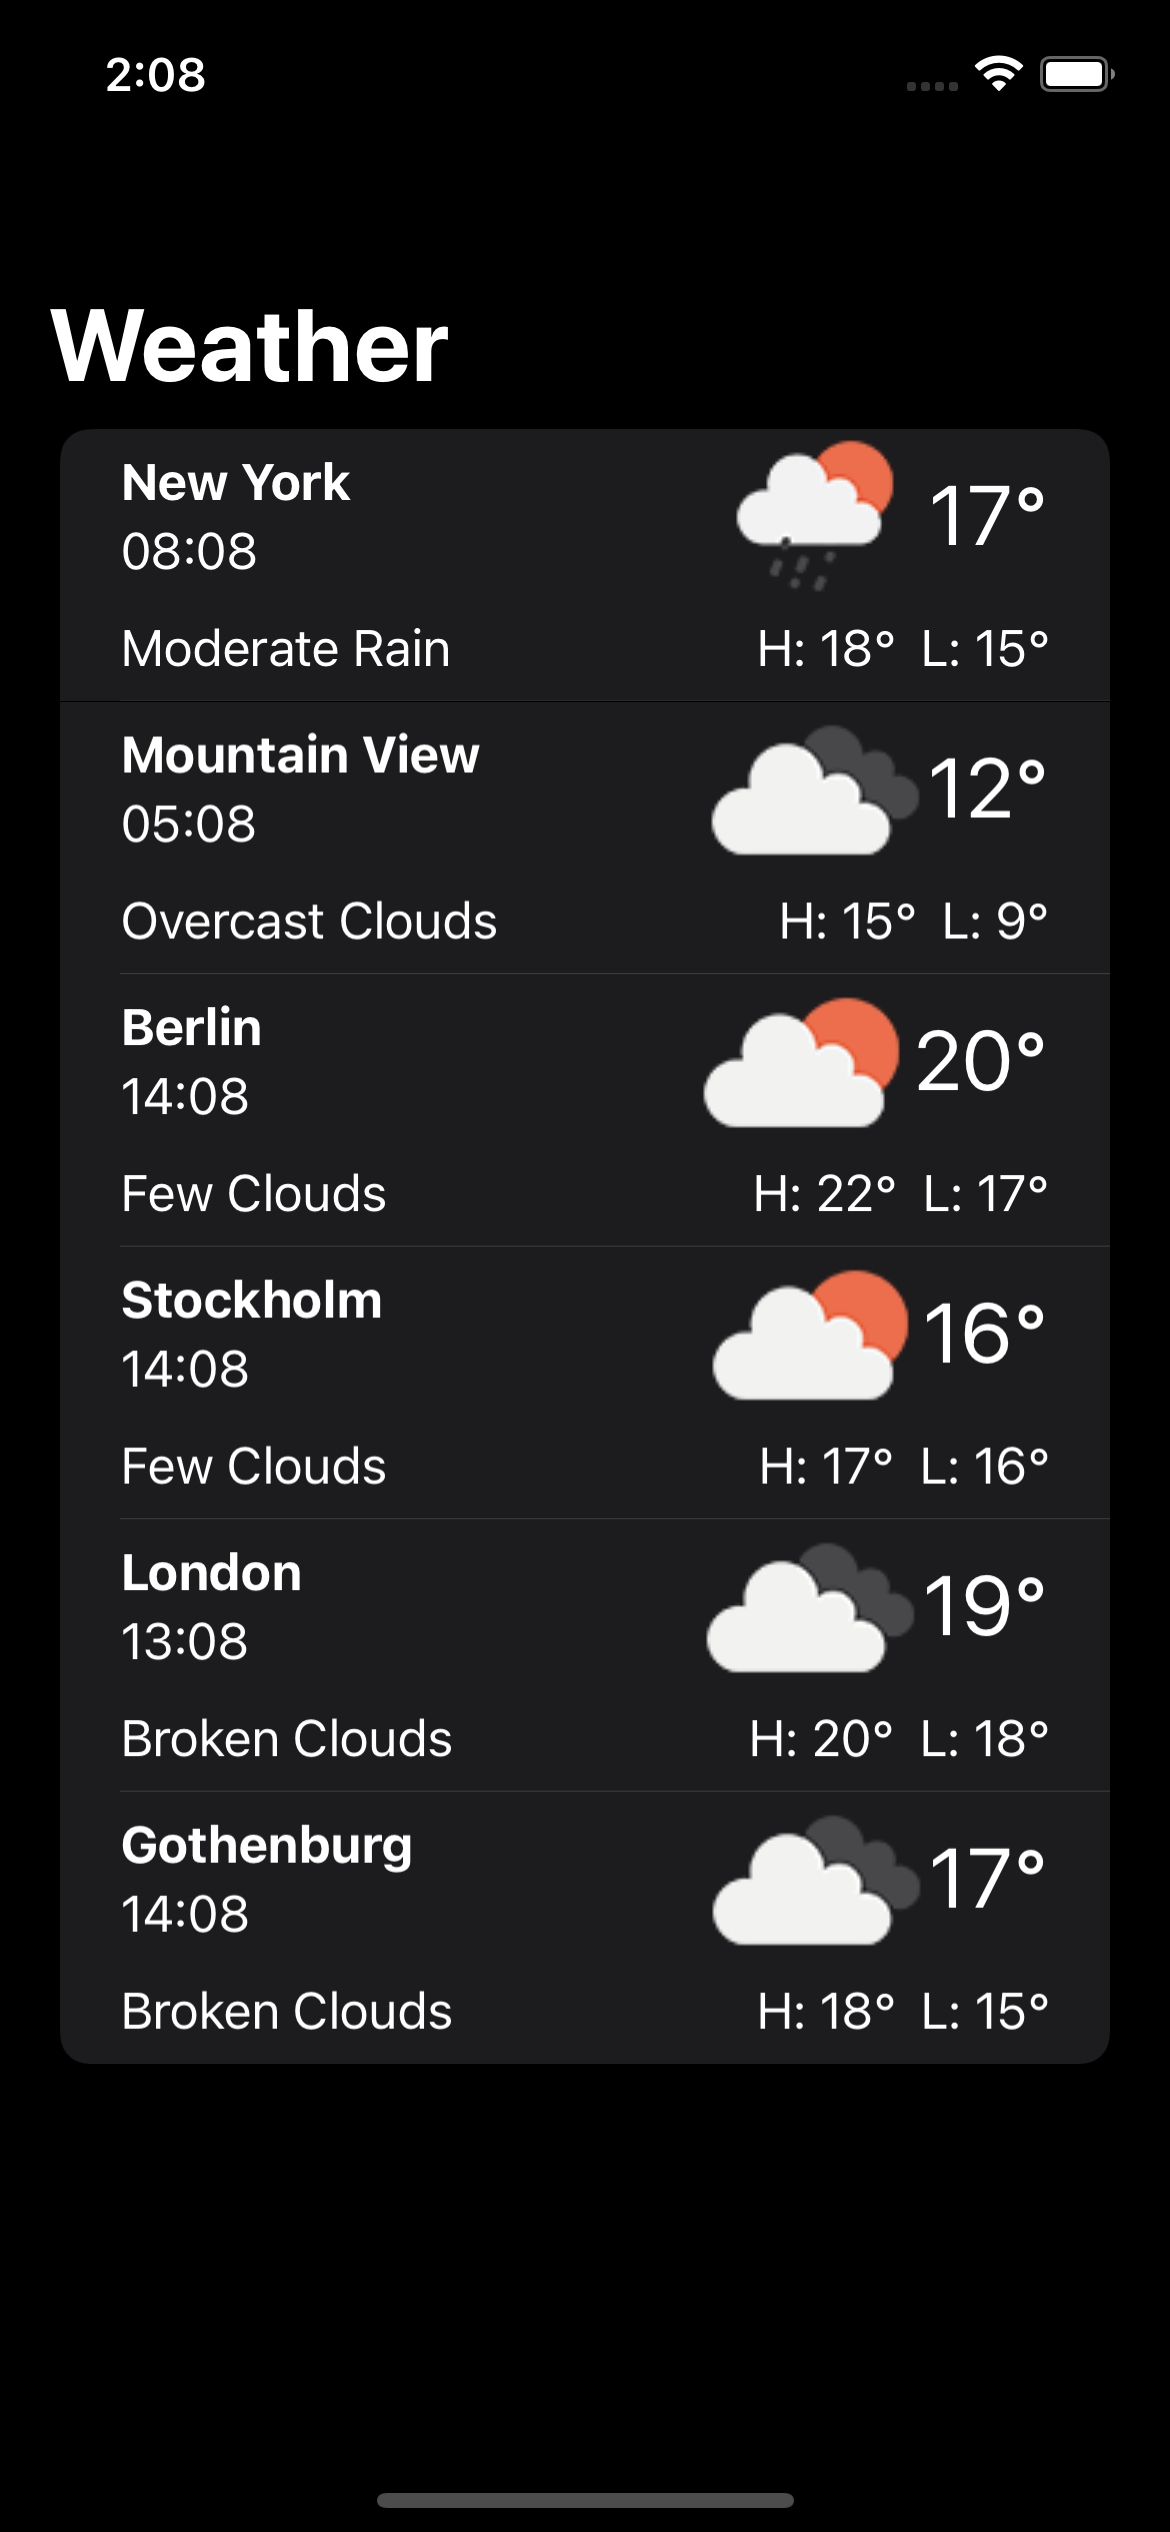 2:08
Weather
New York
08:08
17°
Moderate Rain
H: 18° L: 15°
Mountain View
05:08
12°
Overcast Clouds
H: 15° L: 9°
Berlin
14:08
20°
Few Clouds
H: 22° L: 17°
Stockholm
14:08
16°
Few Clouds
H: 17° L: 16°
London
13:08
19°
Broken Clouds
H: 20° L: 18°
Gothenburg
14:08
17°
Broken Clouds
H: 18° L: 15°